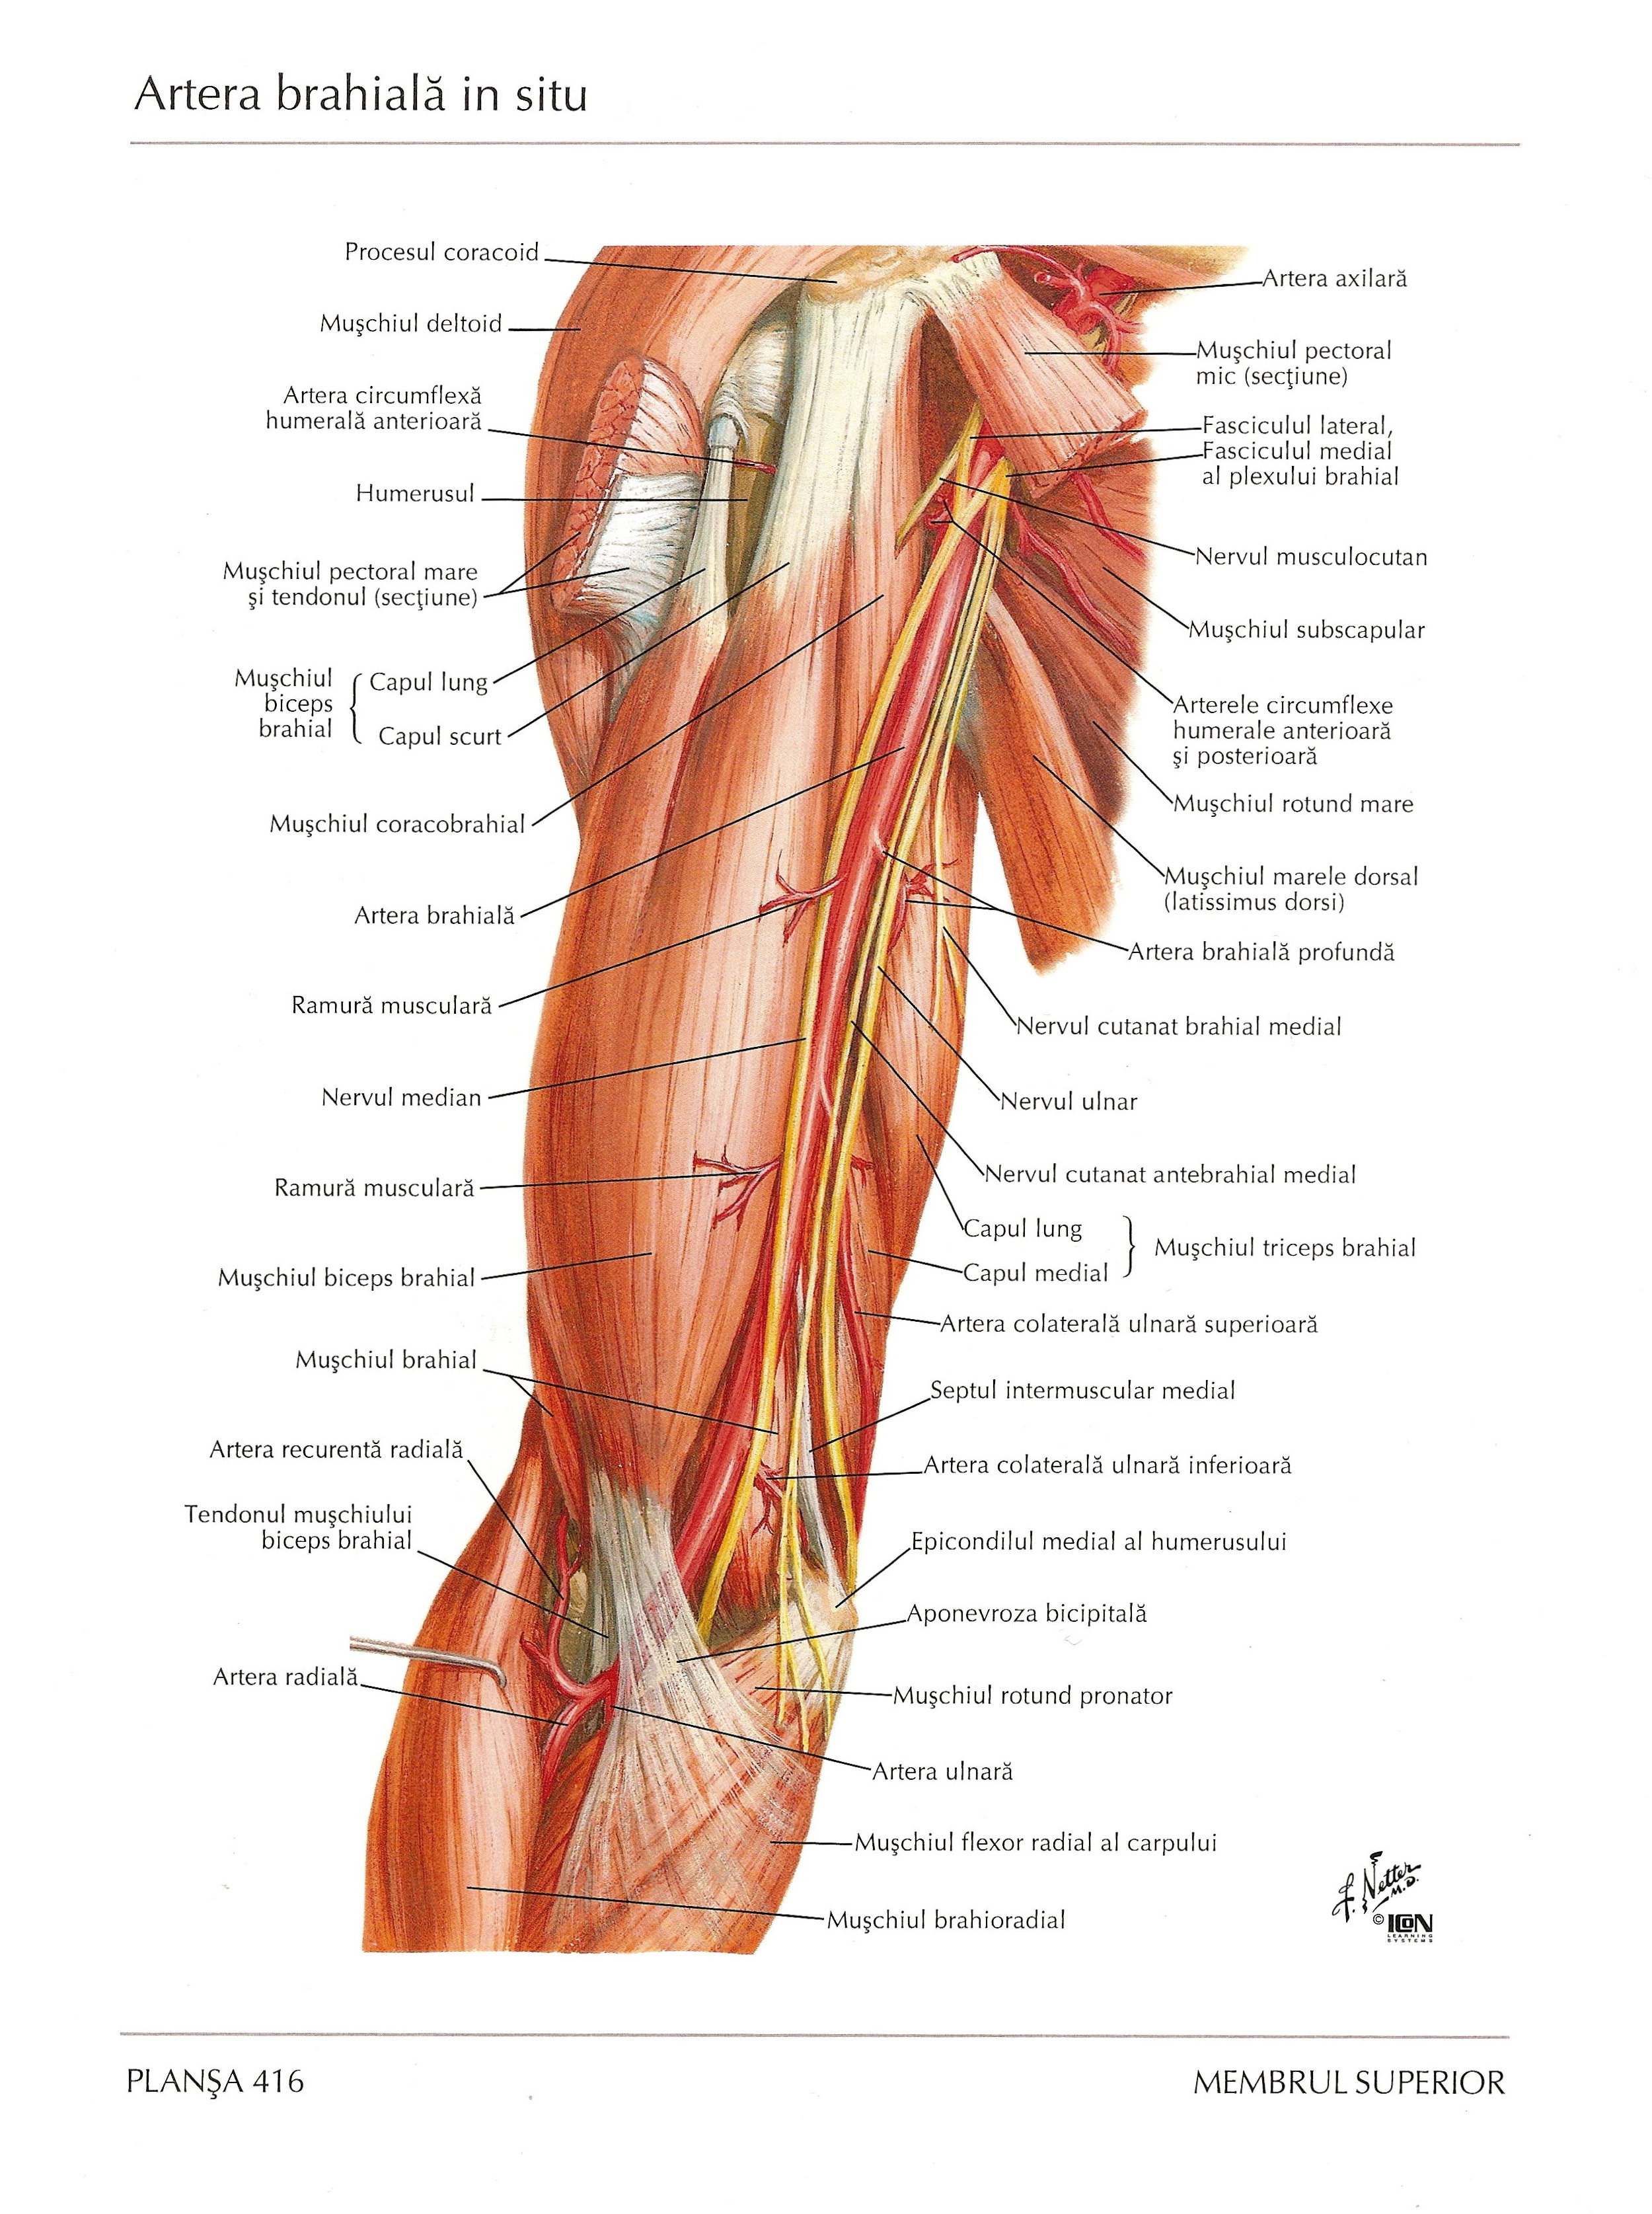 Artera brahială in situ
Procesul coracoid
Muşchiul deltoid
Artera circumflexă
humerală anterioară
Humerusul
Muşchiul pectoral mare
şi tendonul (secţiune)
Muşchiul
biceps
brahial
Capul lung
Capul scurt
Muşchiul coracobrahial
Artera brahială
Ramură musculară
Nervul median
Ramură musculară
Muşchiul biceps brahial
Muşchiul brahial
Artera recurentă radială
Tendonul muşchiului
biceps brahial
Artera radială
Artera axilară
Muşchiul pectoral
mic (secţiune)
Fasciculul lateral,
Fasciculul medial
al plexului brahial
Nervul musculocutan
Muşchiul subscapular
Arterele circumflexe
humerale anterioară
şi posterioară
Muşchiul rotund mare
Muşchiul marele dorsal
(latissimus dorsi)
Artera brahială profundă
Nervul cutanat brahial medial
Nervul ulnar
Nervul cutanat antebrahial medial
Capul lung
Capul medial
Muşchiul triceps brahial
Artera colaterală ulnară superioară
Septul intermuscular medial
Artera colaterală ulnară inferioară
Epicondilul medial al humerusului
Aponevroza bicipitală
Muşchiul rotund pronator
Artera ulnară
Muşchiul flexor radial al carpului
Muşchiul brahioradial
F. Netter
M.D.
© ICON
LEARNING
SYSTEMS
PLANŞA 416
MEMBRUL SUPERIOR